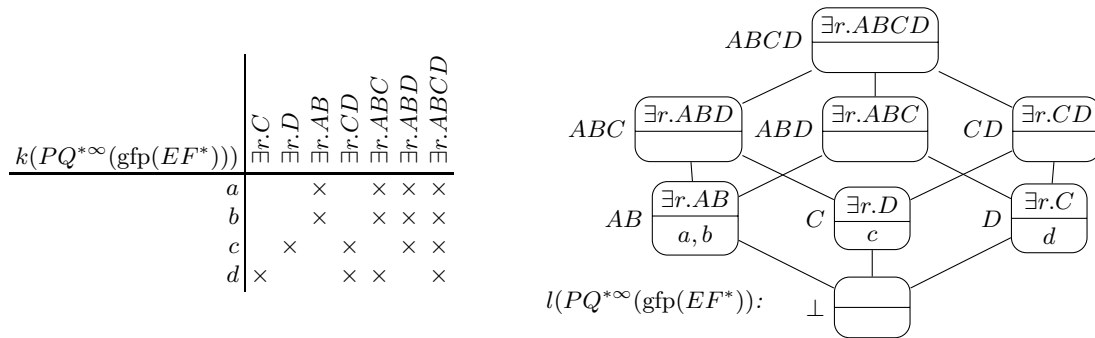 k(PQ*∞(gfp(EF*))) ∃r.C ∃r.D ∃r.AB ∃r.CD ∃r.ABC ∃r.ABD ∃r.ABCD
a × × × ×
b × × × ×
c × × × ×
d × × × ×
ABCD ∃r.ABCD
ABC ∃r.ABD ABD ∃r.ABC CD ∃r.CD
AB ∃r.AB C ∃r.D D ∃r.C
a, b c d
l(PQ*∞(gfp(EF*)): ⊥